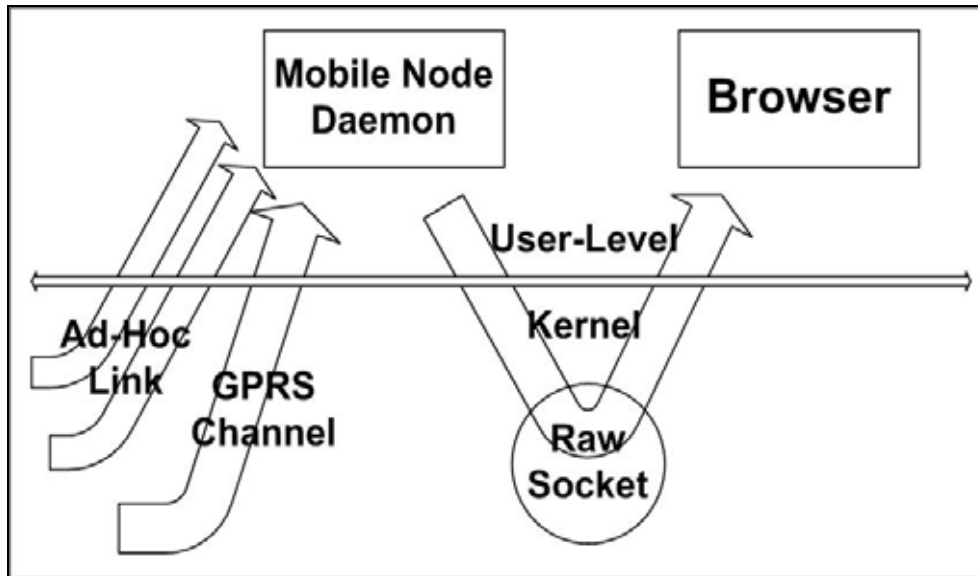 Mobile Node
Daemon
Browser
User-Level
Kernel
Ad-Hoc
Link
GPRS
Channel
Raw
Socket